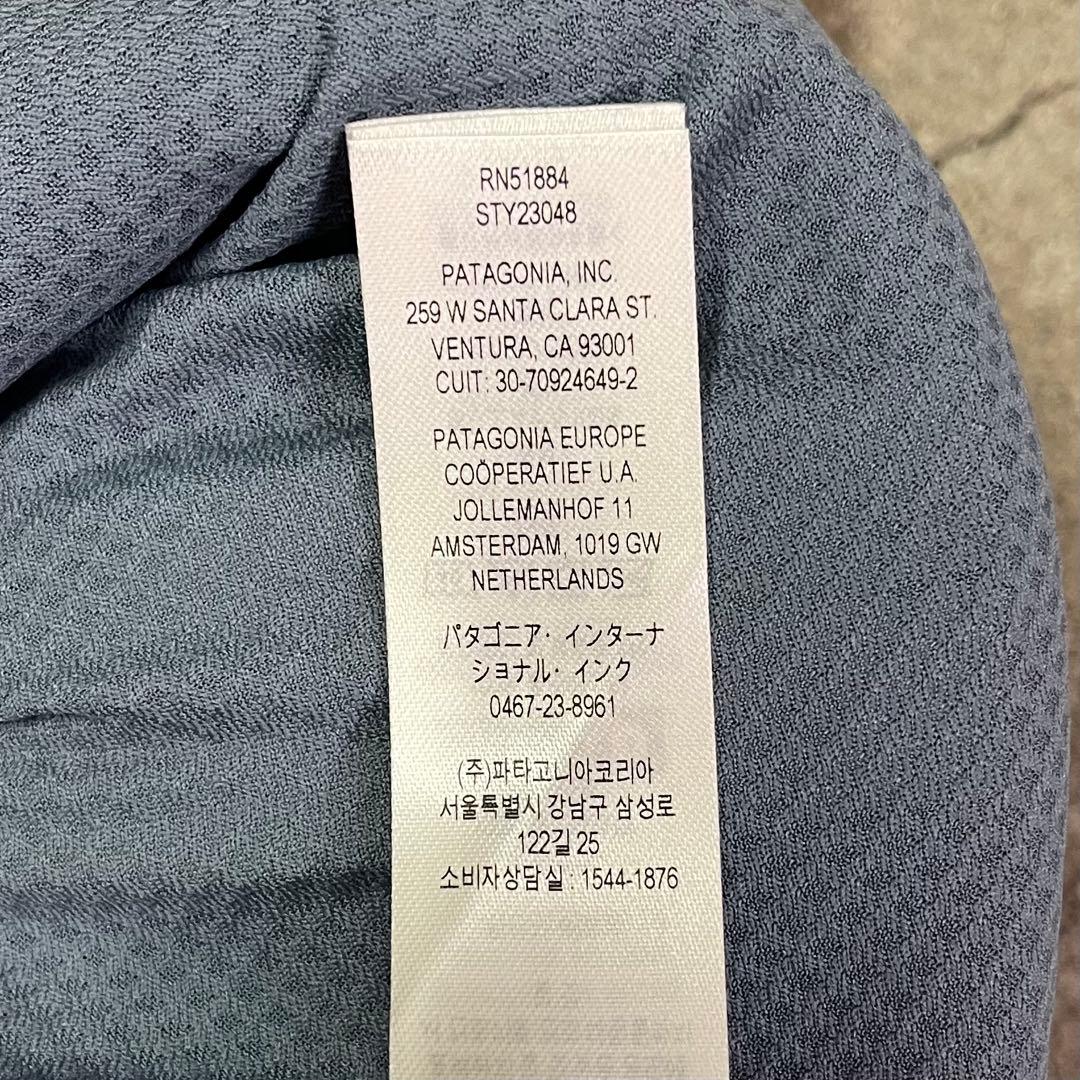 RN51884
STY23048
PATAGONIA, INC.
259 W SANTA CLARA ST.
VENTURA, CA 93001
CUIT: 30-70924649-2
PATAGONIA EUROPE
COÖPERATIEF U.A.
JOLLEMANHOF 11
AMSTERDAM, 1019 GW
NETHERLANDS
パタゴニア・インターナ
ショナル・インク
0467-23-8961
(주)파타고니아코리아
서울특별시 강남구 삼성로
122길 25
소비자상담실 : 1544-1876